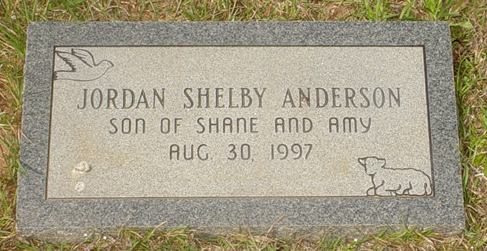 JORDAN SHELBY ANDERSON
SON OF SHANE AND AMY
AUG. 30, 1997